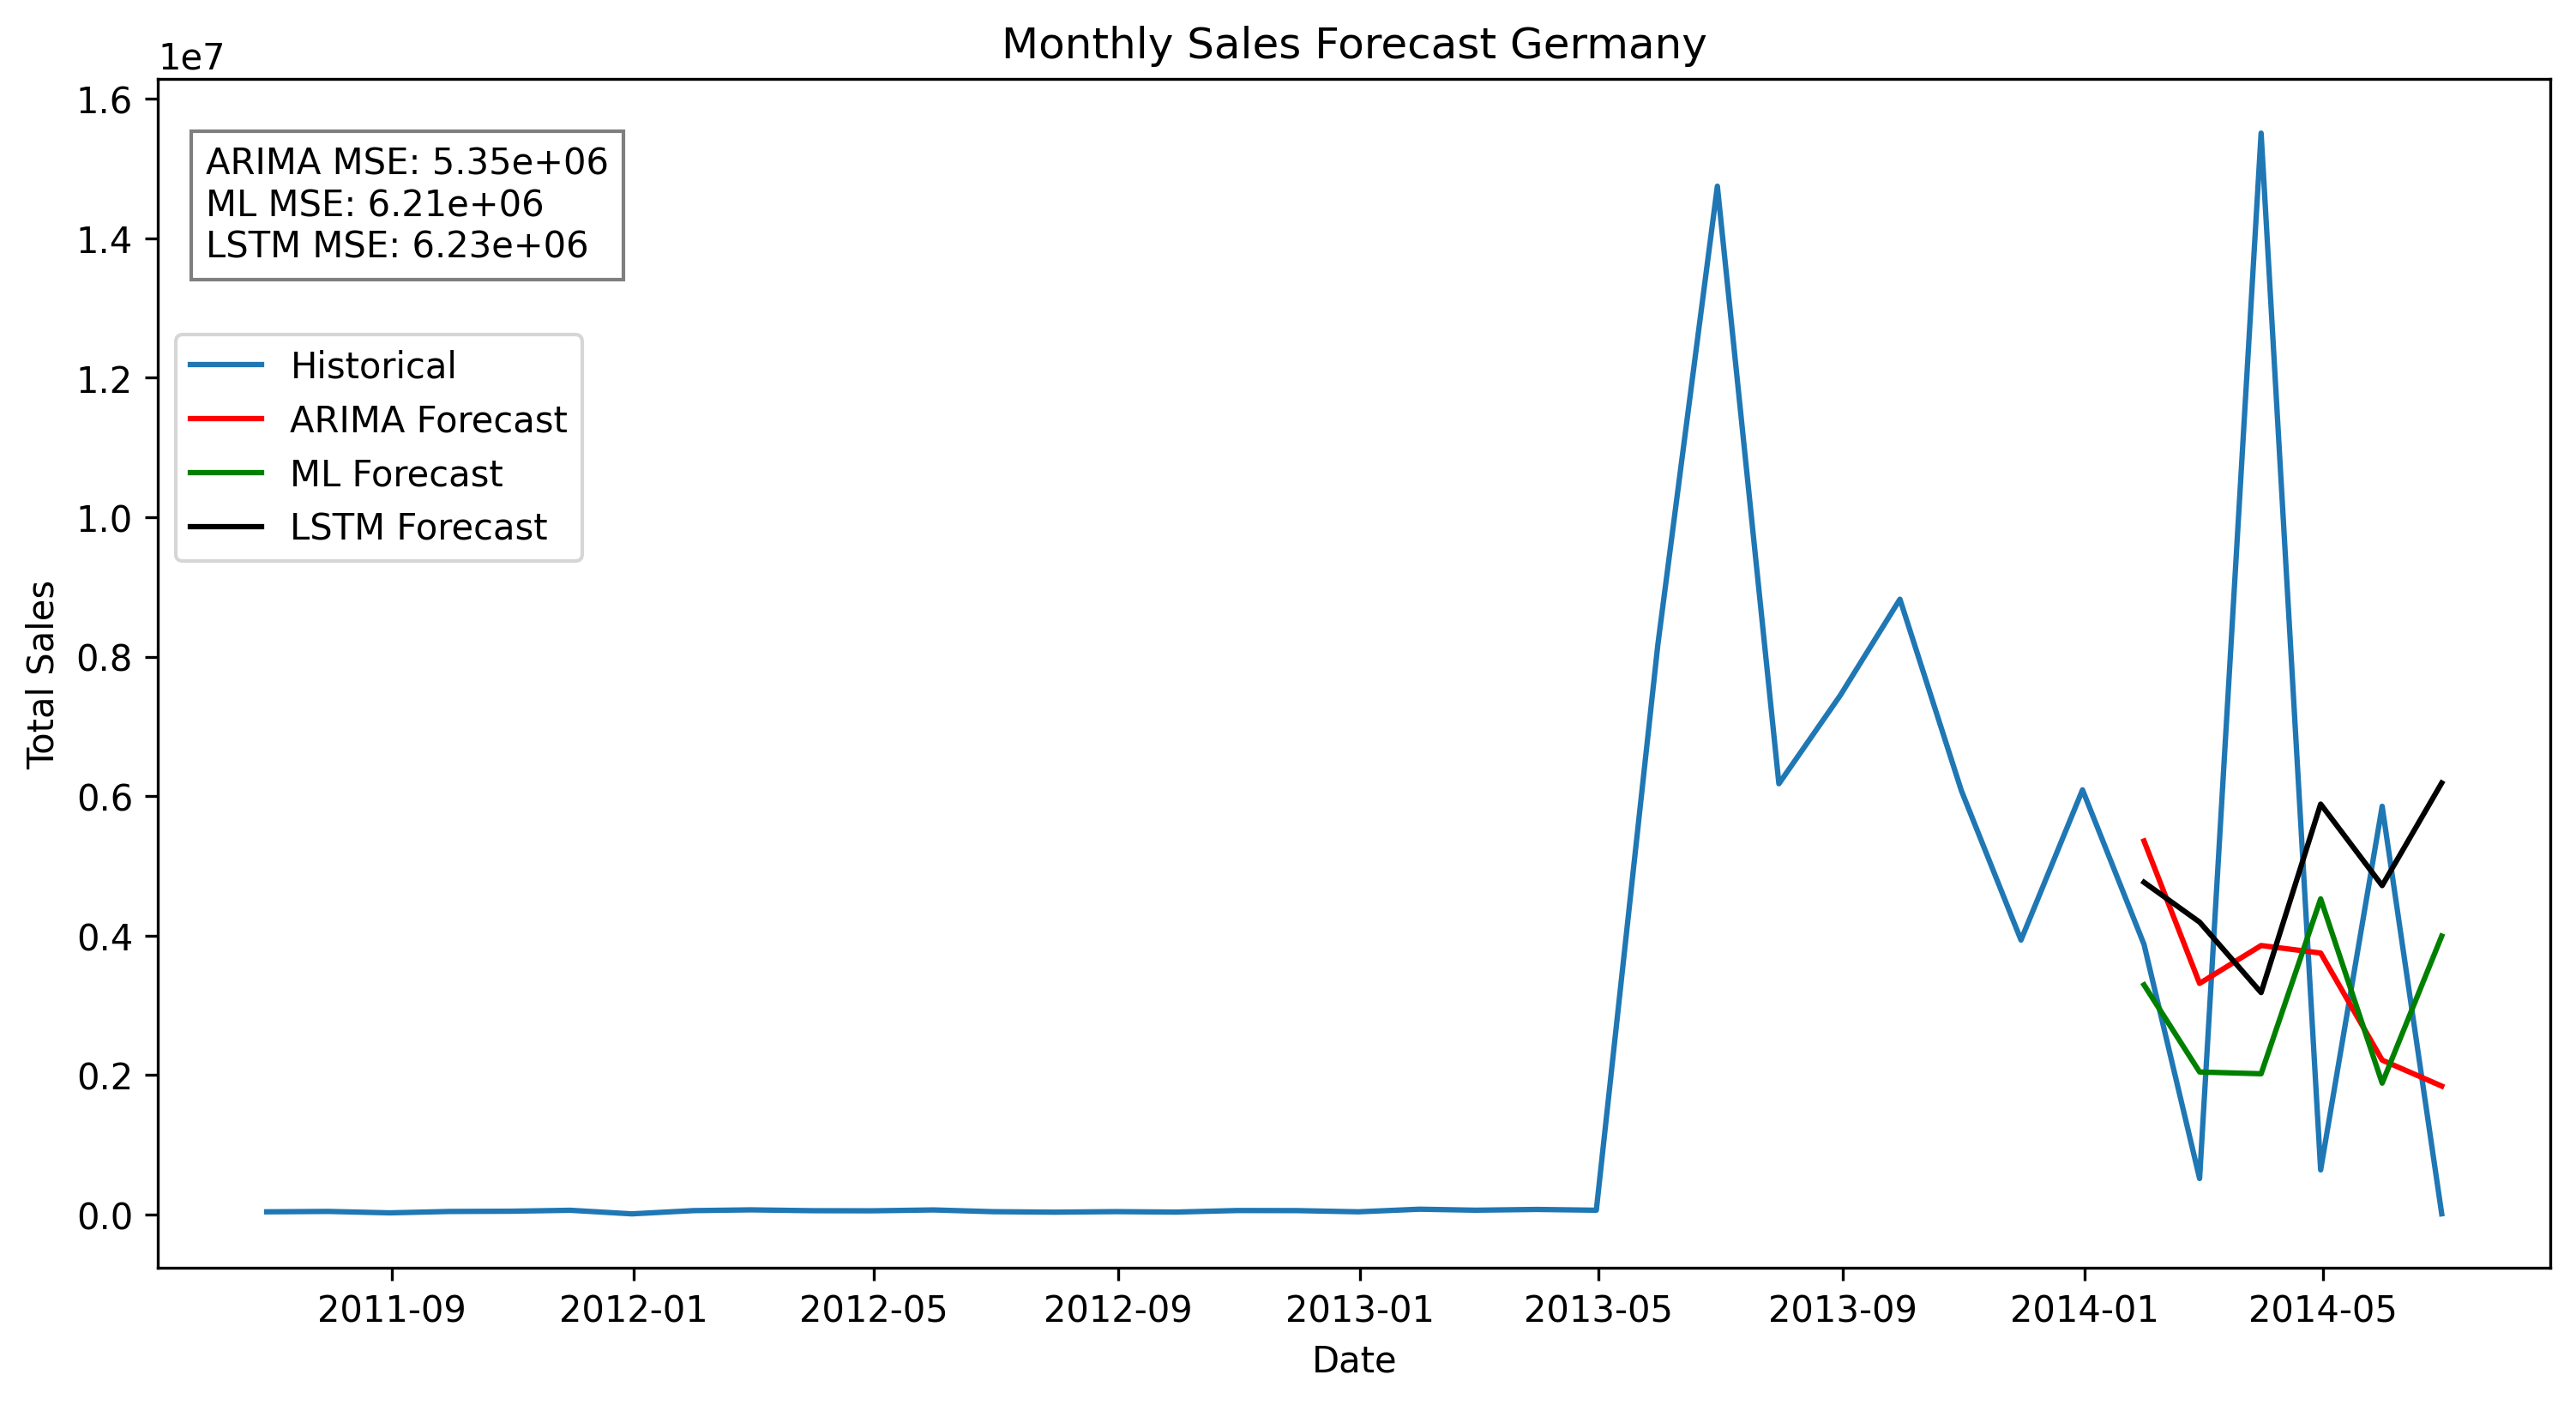 Monthly Sales Forecast Germany
1e7
1.6
1.4
1.2
1.0
0.8
0.6
0.4
0.2
0.0
Total Sales
ARIMA MSE: 5.35e+06
ML MSE: 6.21e+06
LSTM MSE: 6.23e+06
Historical
ARIMA Forecast
ML Forecast
LSTM Forecast
2011-09 2012-01 2012-05 2012-09 2013-01 2013-05 2013-09 2014-01 2014-05
Date